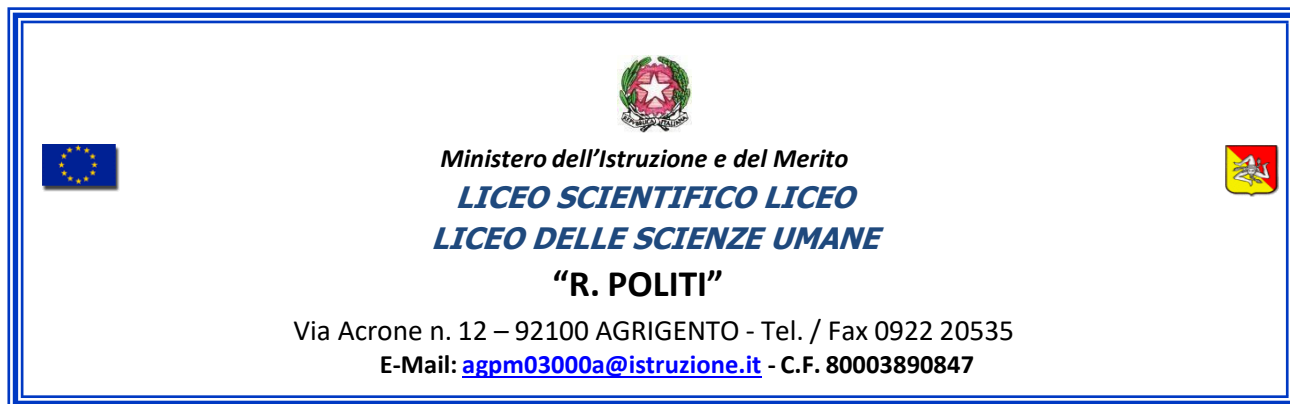 Ministero dell’Istruzione e del Merito
LICEO SCIENTIFICO LICEO
LICEO DELLE SCIENZE UMANE
“R. POLITI”
Via Acrone n. 12 – 92100 AGRIGENTO - Tel. / Fax 0922 20535
E-Mail: agpm03000a@istruzione.it - C.F. 80003890847